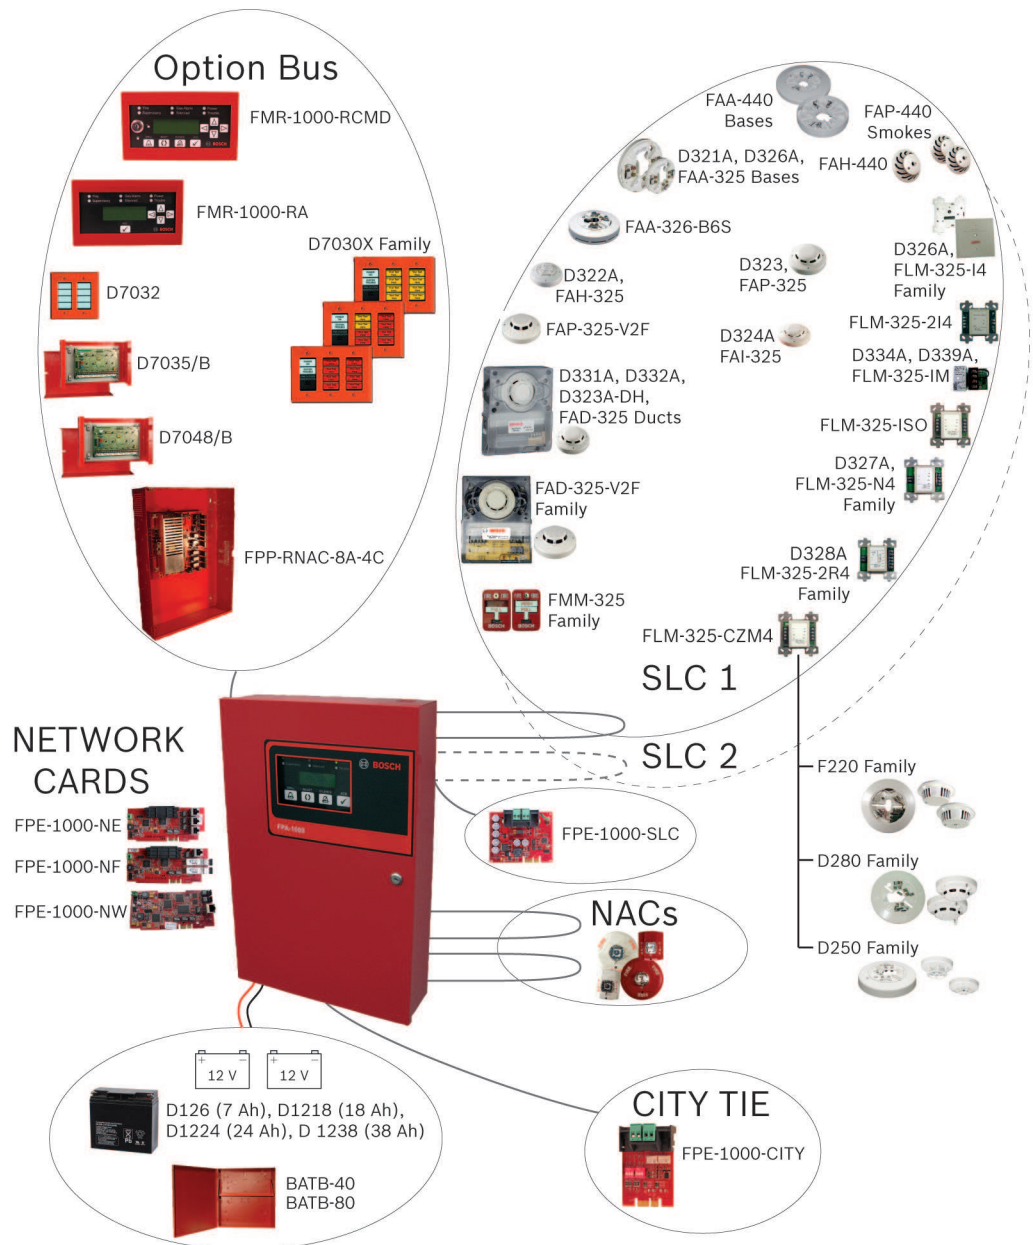 Option Bus
FMR-1000-RCMD
FMR-1000-RA
D7030X Family
D7032
D7035/B
D7048/B
FPP-RNAC-8A-4C
FAA-440
Bases
FAP-440
Smokes
FAH-440
D321A, D326A,
FAA-325 Bases
FAA-326-B6S
D322A,
FAH-325
D323,
FAP-325
D326A,
FLM-325-I4
Family
FAP-325-V2F
D324A
FAI-325
FLM-325-2I4
D331A, D332A,
D323A-DH,
FAD-325 Ducts
D334A, D339A,
FLM-325-IM
FLM-325-ISO
D327A,
FLM-325-N4
Family
FAD-325-V2F
Family
D328A
FLM-325-2R4
Family
FMM-325
Family
FLM-325-CZM4
SLC 1
SLC 2
NETWORK
CARDS
FPE-1000-NE
FPE-1000-NF
FPE-1000-NW
BOSCH
FPA-1000
FPE-1000-SLC
NACs
F220 Family
D280 Family
D250 Family
+ −
12 V
+ −
12 V
D126 (7 Ah), D1218 (18 Ah),
D1224 (24 Ah), D 1238 (38 Ah)
BATB-40
BATB-80
CITY TIE
FPE-1000-CITY